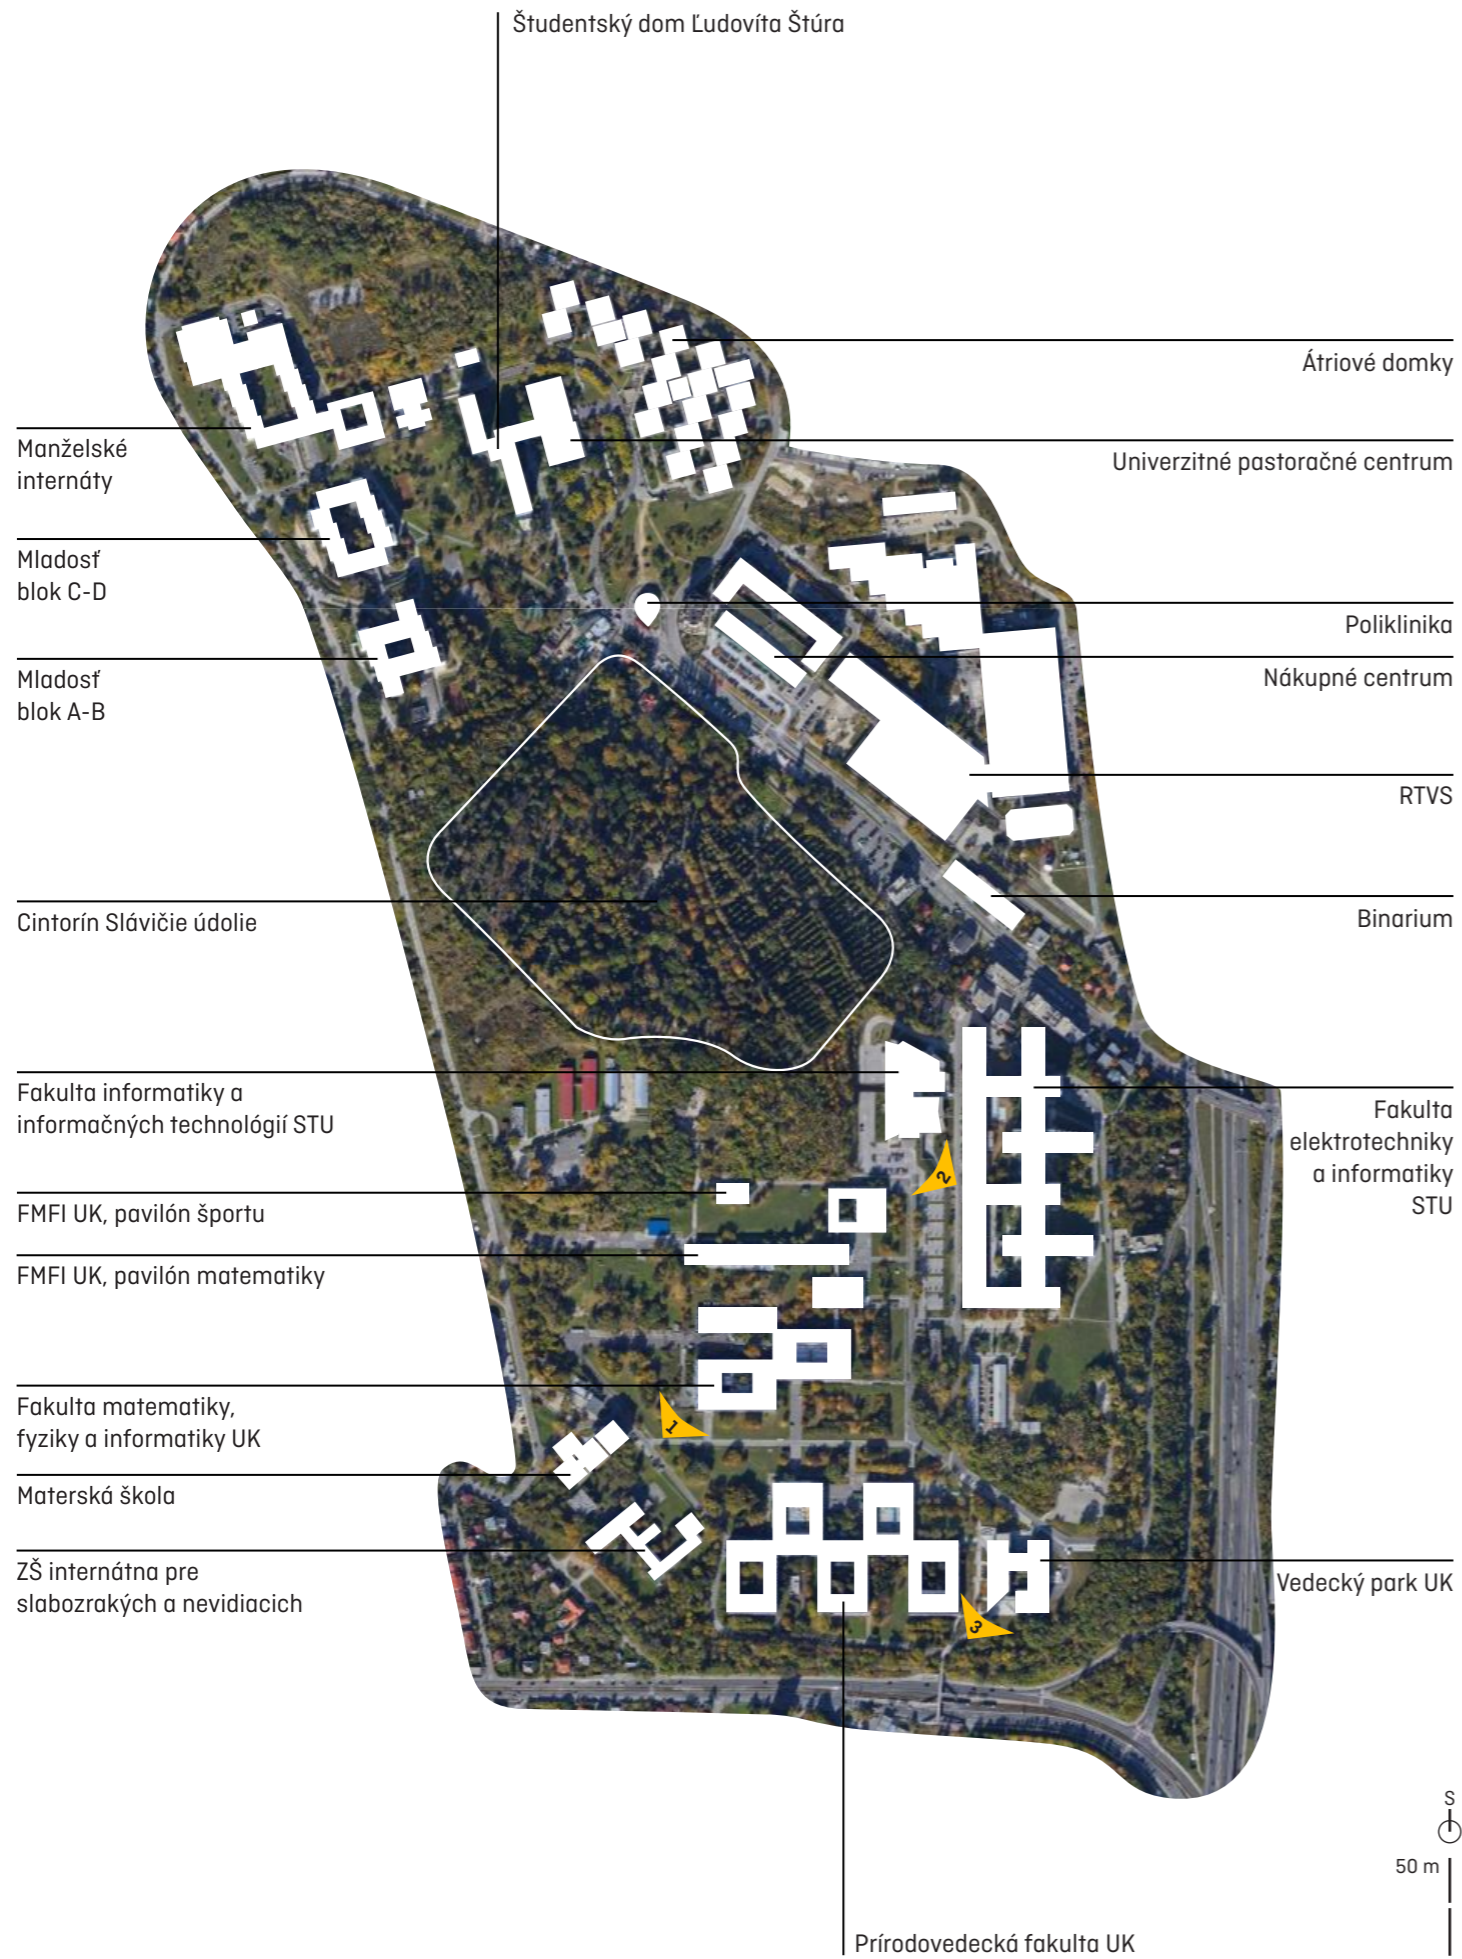 Študentský dom Ľudovíta Štúra
Átriové domky
Manželské
internáty
Univerzitné pastoračné centrum
Mladosť
blok C-D
Poliklinika
Mladosť
blok A-B
Nákupné centrum
RTVS
Cintorín Slávičie údolie
Binarium
Fakulta informatiky a
informačných technológií STU
Fakulta
elektrotechniky
a informatiky
STU
2
FMFI UK, pavilón športu
FMFI UK, pavilón matematiky
Fakulta matematiky,
fyziky a informatiky UK
1
Materská škola
ZŠ internátna pre
slabozrakých a nevidiacich
Vedecký park UK
3
S
50 m
Prírodovedecká fakulta UK